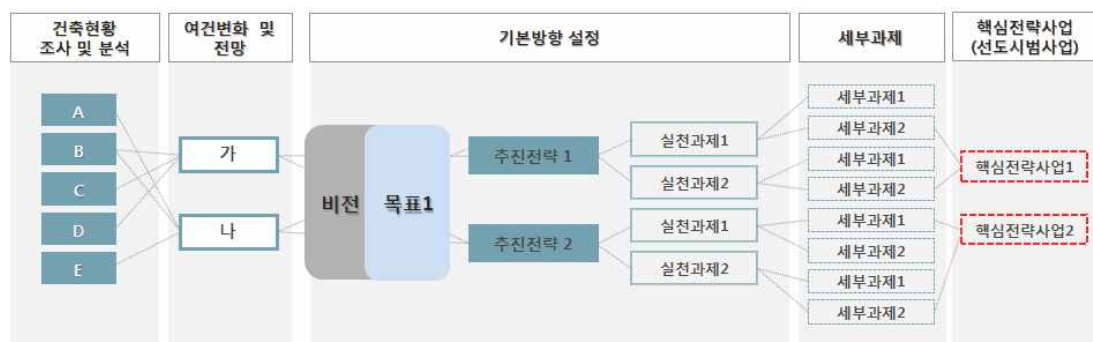 건축현황
조사 및 분석
여건변화 및
전망
기본방향 설정
세부과제
핵심전략사업
(선도시범사업)
A
B
C
D
E
가
나
비전
목표1
추진전략 1
추진전략 2
실천과제1
실천과제2
실천과제1
실천과제2
세부과제1
세부과제2
세부과제1
세부과제2
세부과제1
세부과제2
세부과제1
세부과제2
핵심전략사업1
핵심전략사업2